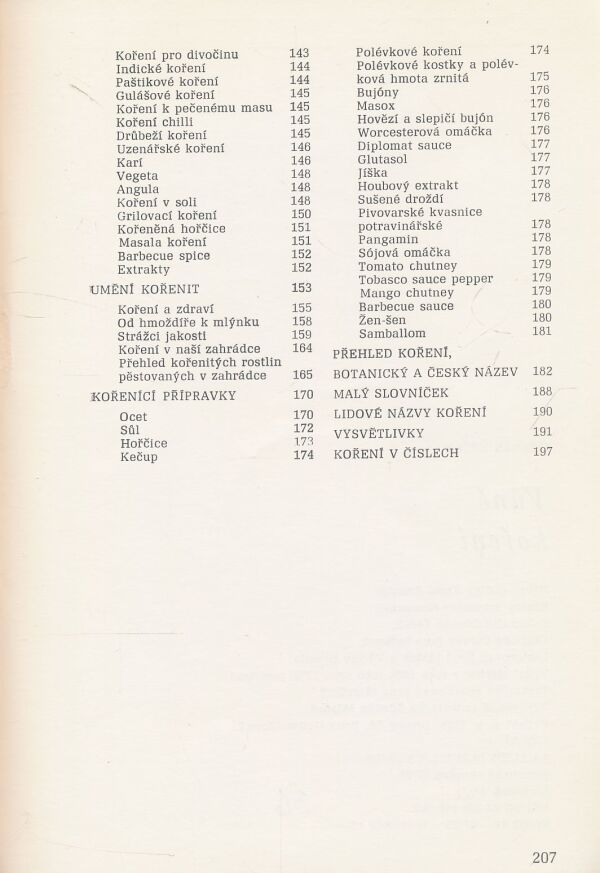 Koření pro divočinu 143
Indické koření 144
Paštikové koření 144
Gulášové koření 145
Koření k pečenému masu 145
Koření chilli 145
Drůbeží koření 145
Uzenářské koření 146
Karí 146
Vegeta 148
Angula 148
Koření v soli 148
Grilovací koření 150
Kořeněná hořčice 151
Masala koření 151
Barbecue spice 152
Extrakty 152
UMĚNÍ KOŘENIT 153
Koření a zdraví 155
Od hmoždíře k mlýnku 158
Strážci jakosti 159
Koření v naší zahrádce 164
Přehled kořenitých rostlin
pěstovaných v zahrádce 165
KOŘENÍCÍ PŘÍPRAVKY 170
Ocet 170
Sůl 172
Hořčice 173
Kečup 174
Polévkové koření 174
Polévkové kostky a polév-
ková hmota zrnitá 175
Bujóny 176
Masox 176
Hovězí a slepičí bujón 176
Worcesterová omáčka 176
Diplomat sauce 177
Glutasol 177
Jíška 177
Houbový extrakt 178
Sušené droždí 178
Pivovarské kvasnice
potravinářské 178
Pangamin 178
Sójová omáčka 178
Tomato chutney 179
Tobasco sauce pepper 179
Mango chutney 179
Barbecue sauce 180
Žen-šen 180
Samballom 181
PŘEHLED KOŘENÍ,
BOTANICKÝ A ČESKÝ NÁZEV 182
MALÝ SLOVNÍČEK 188
LIDOVÉ NÁZVY KOŘENÍ 190
VYSVĚTLIVKY 191
KOŘENÍ V ČÍSLECH 197
207